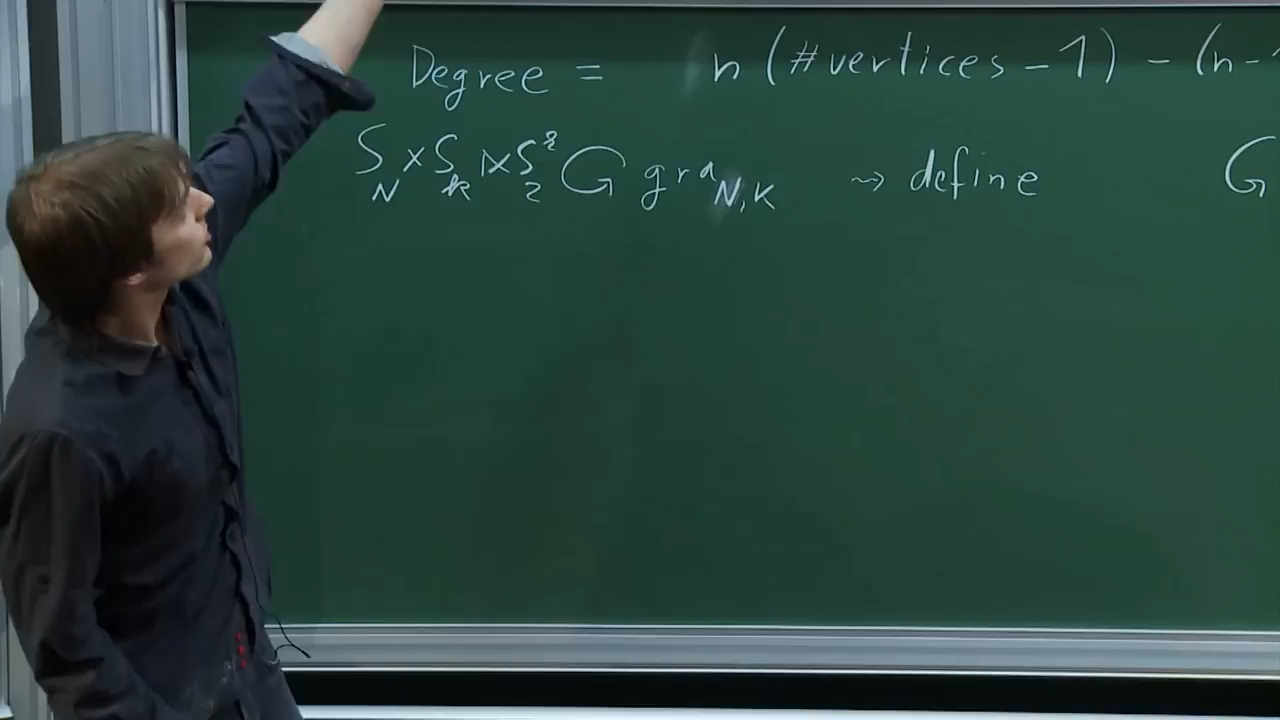 Degree = n (#vertices - 1) - (n -
S_N × S_k ⋉ S_2^k G gra_{N,K} ⇝ define G